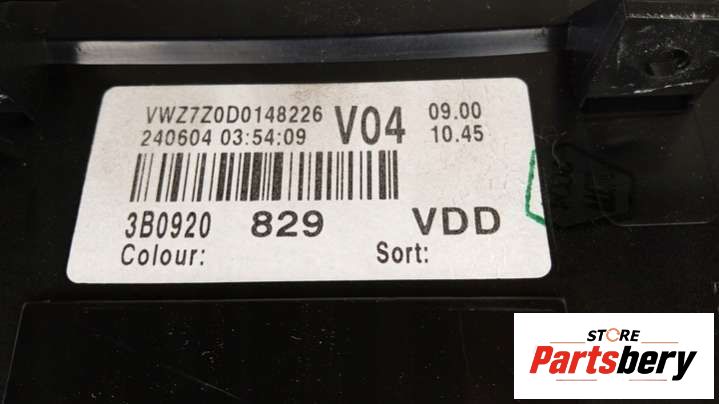 VWZ7Z0D0148226 V04 09.00
240604 03:54:09 10.45
3B0920 829 VDD
Colour: Sort:
STORE
Partsbery